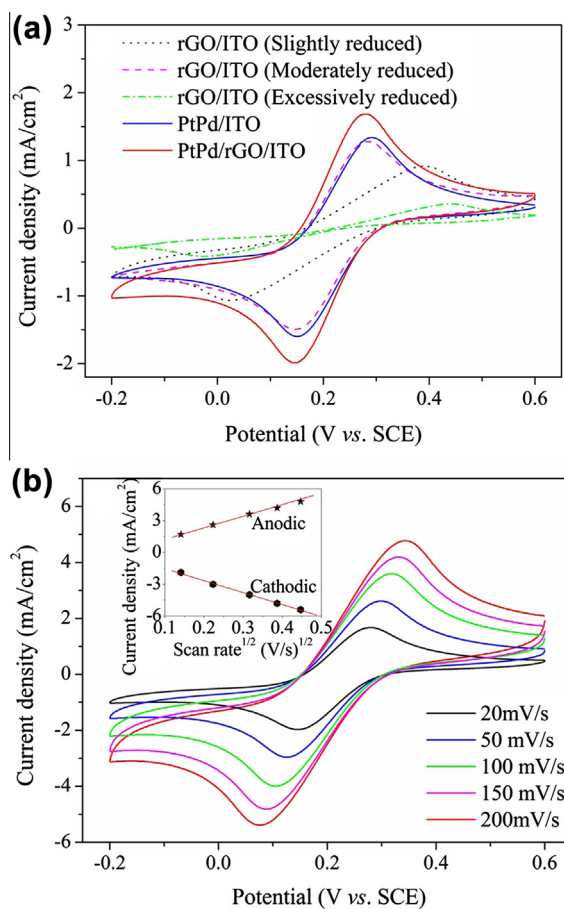 (a)
3
2
1
0
-1
-2
Current density (mA/cm²)
rGO/ITO (Slightly reduced)
rGO/ITO (Moderately reduced)
rGO/ITO (Excessively reduced)
PtPd/ITO
PtPd/rGO/ITO
-0.2 0.0 0.2 0.4 0.6
Potential (V vs. SCE)
(b)
6
4
2
0
-2
-4
-6
Current density (mA/cm²)
Current density (mA/cm²)
6
3
0
-3
-6
Anodic
Cathodic
0.1 0.2 0.3 0.4 0.5
Scan rate^1/2 (V/s)^1/2
20mV/s
50 mV/s
100 mV/s
150 mV/s
200mV/s
-0.2 0.0 0.2 0.4 0.6
Potential (V vs. SCE)